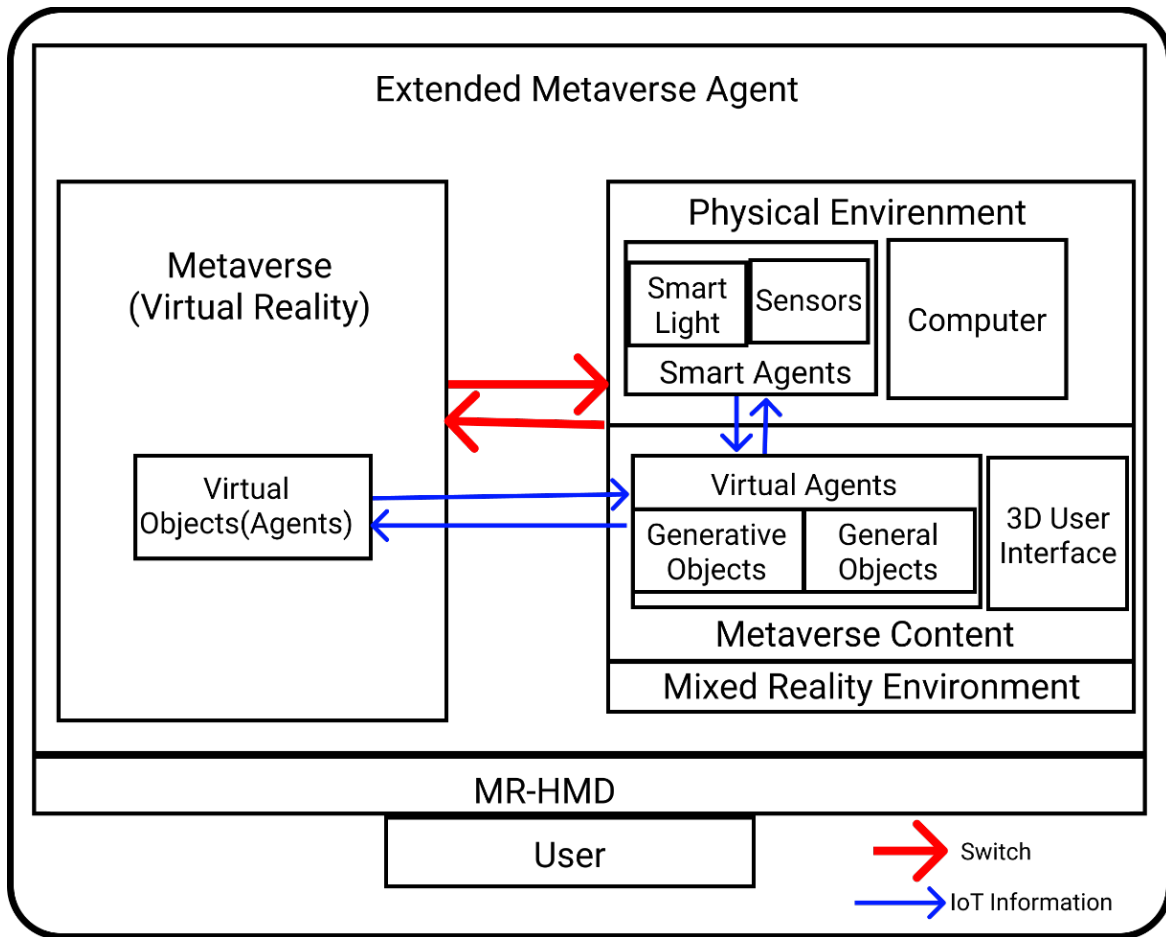 Extended Metaverse Agent
Metaverse
(Virtual Reality)
Virtual
Objects(Agents)
Physical Envirenment
Smart
Light
Sensors
Smart Agents
Computer
Virtual Agents
Generative
Objects
General
Objects
3D User
Interface
Metaverse Content
Mixed Reality Environment
MR-HMD
User
Switch
IoT Information